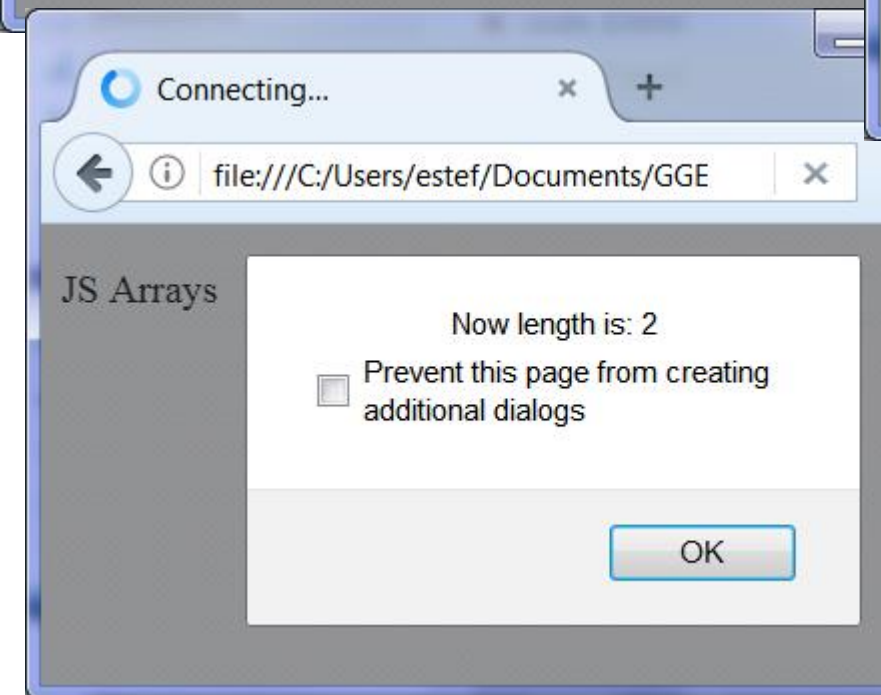 Connecting...
file:///C:/Users/estef/Documents/GGE
JS Arrays
Now length is: 2
Prevent this page from creating
additional dialogs
OK